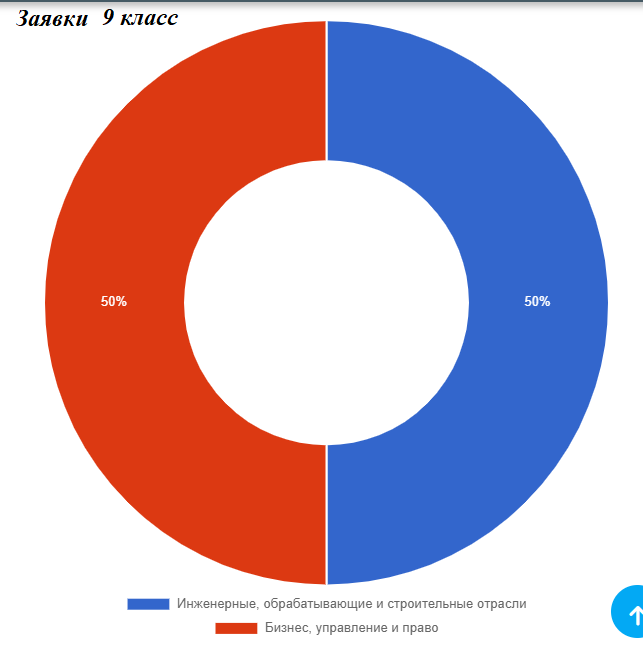 Заявки 9 класс
50%
50%
Инженерные, обрабатывающие и строительные отрасли
Бизнес, управление и право